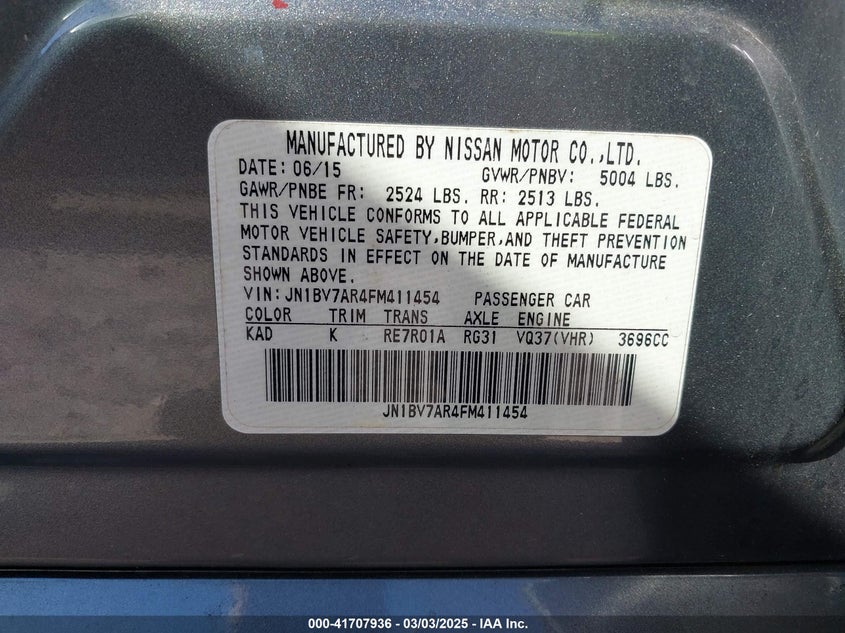 MANUFACTURED BY NISSAN MOTOR CO.,LTD.
DATE: 06/15 GVWR/PNBV: 5004 LBS.
GAWR/PNBE FR: 2524 LBS. RR: 2513 LBS.
THIS VEHICLE CONFORMS TO ALL APPLICABLE FEDERAL
MOTOR VEHICLE SAFETY,BUMPER,AND THEFT PREVENTION
STANDARDS IN EFFECT ON THE DATE OF MANUFACTURE
SHOWN ABOVE.
VIN:JN1BV7AR4FM411454 PASSENGER CAR
COLOR TRIM TRANS AXLE ENGINE
KAD K RE7R01A RG31 VQ37(VHR) 3696CC
JN1BV7AR4FM411454
000-41707936 - 03/03/2025 - IAA Inc.